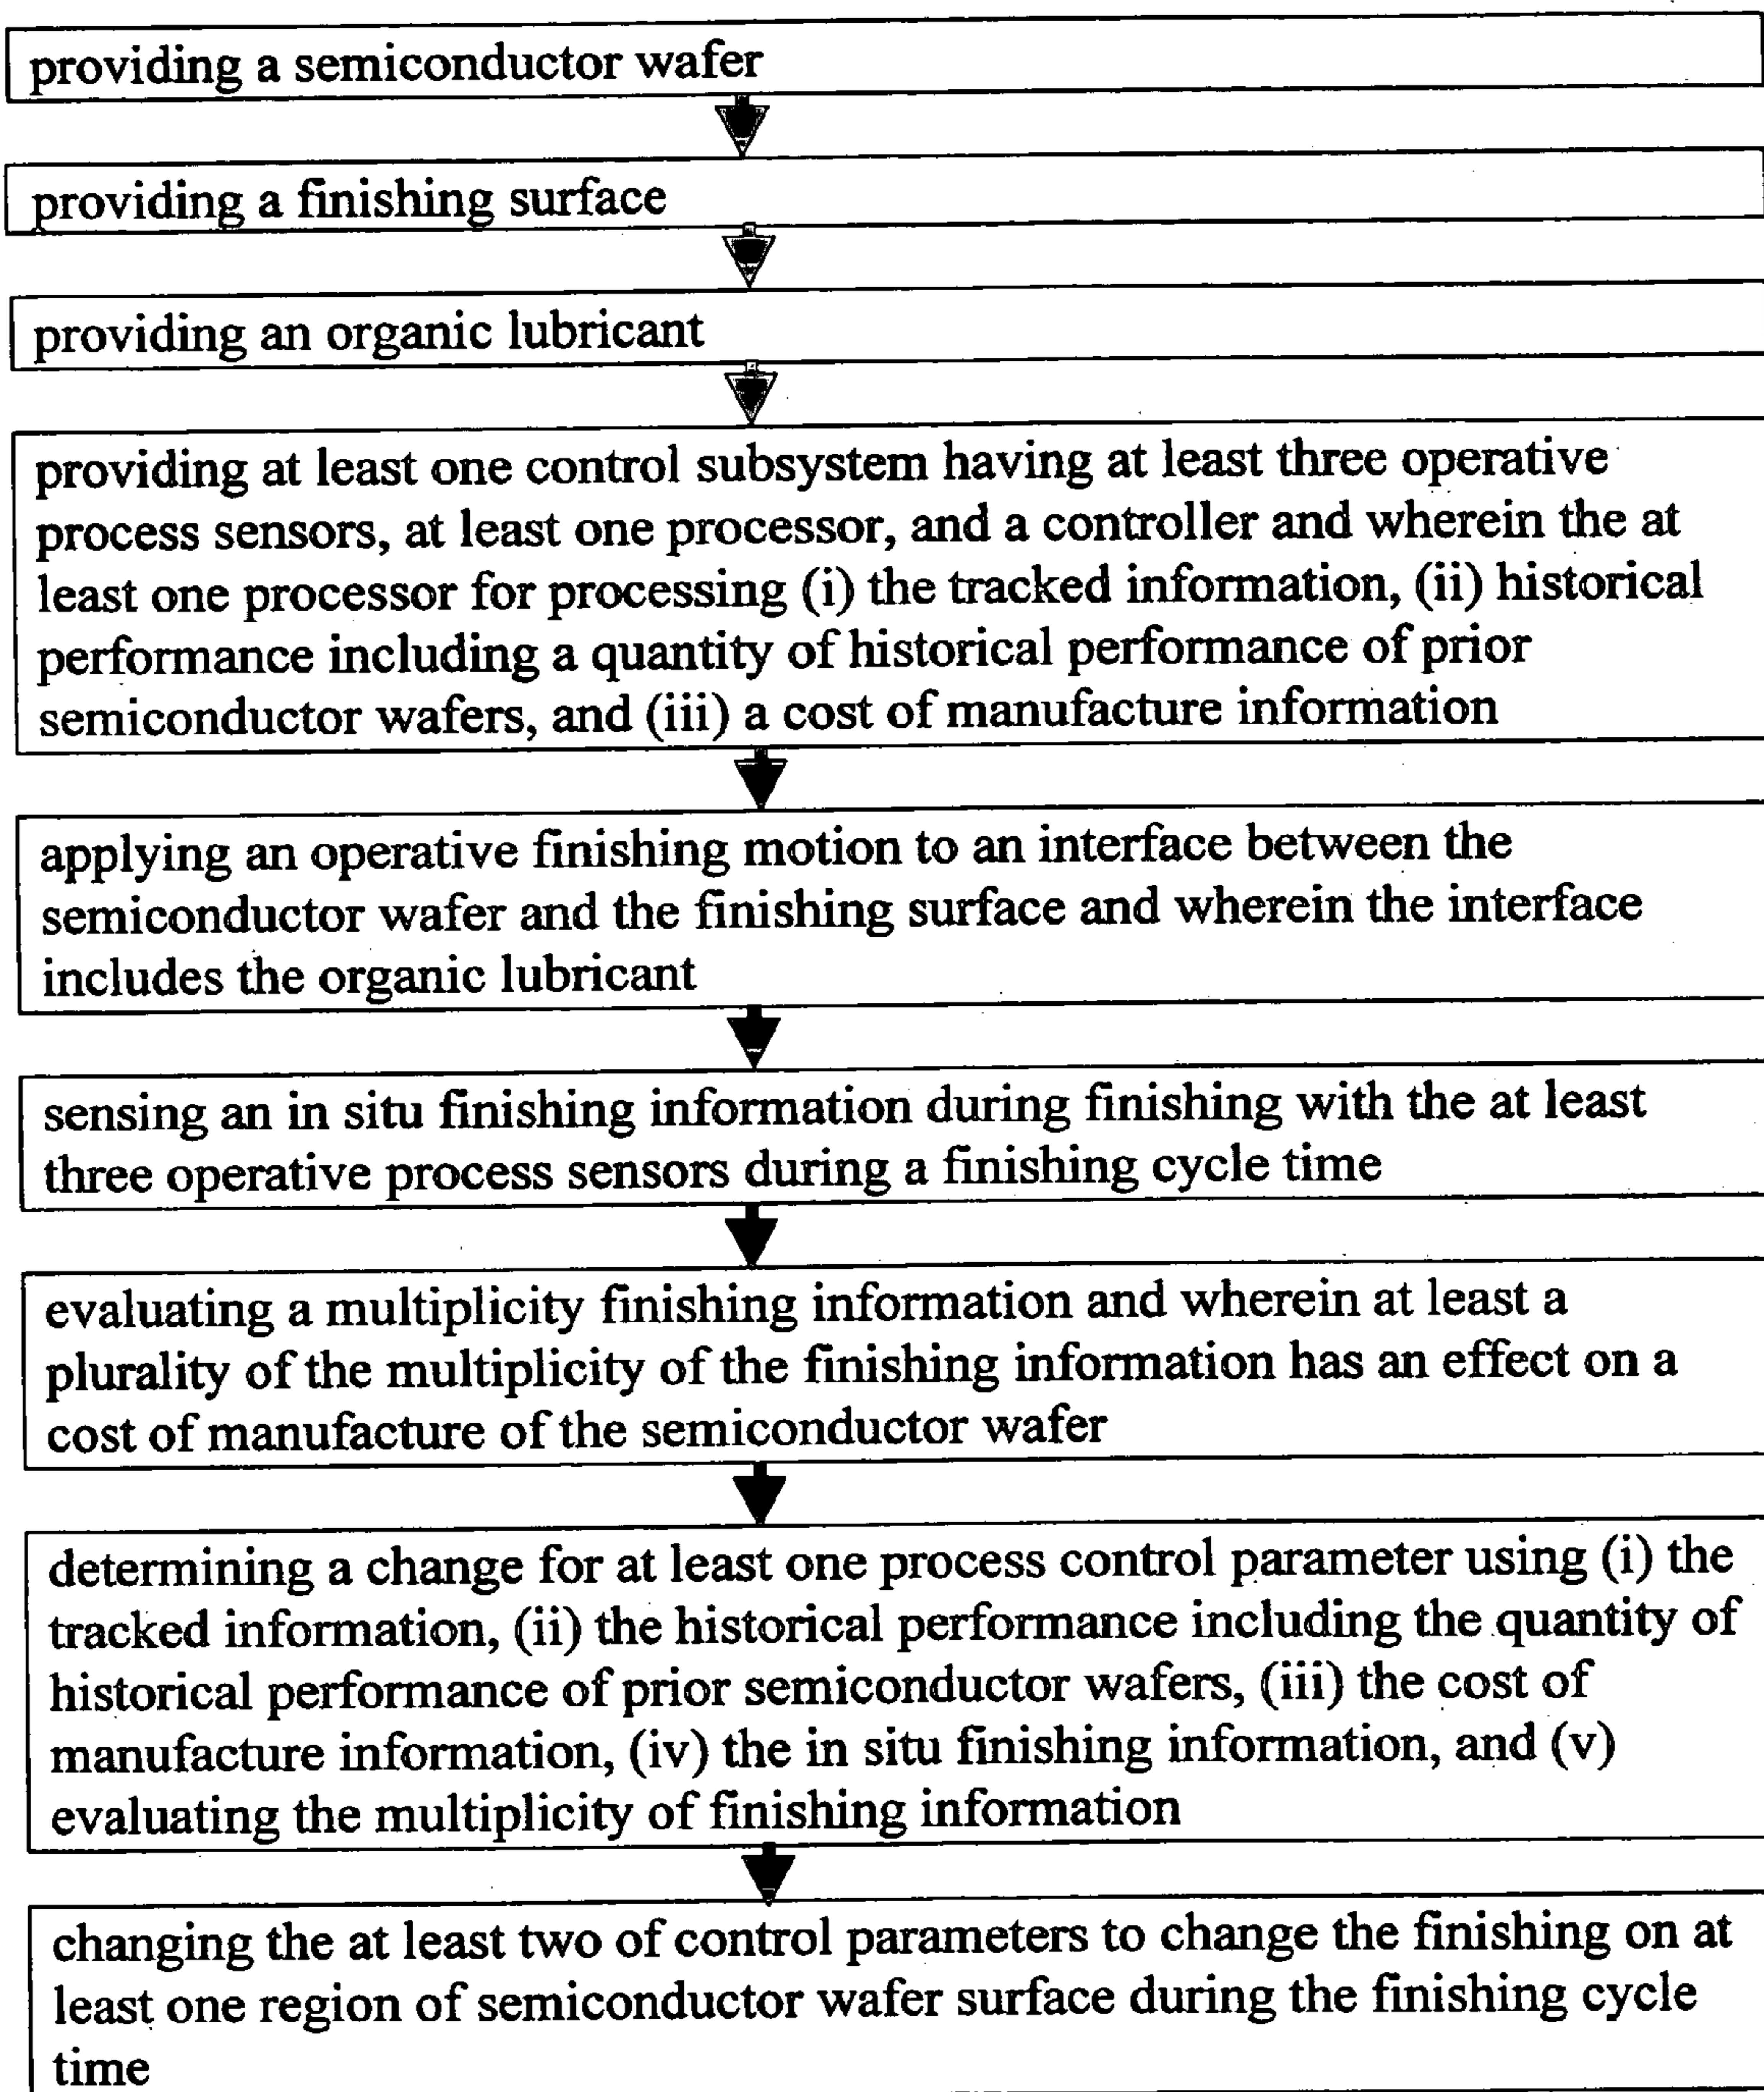 providing a semiconductor wafer
providing a finishing surface
providing an organic lubricant
providing at least one control subsystem having at least three operative
process sensors, at least one processor, and a controller and wherein the at
least one processor for processing (i) the tracked information, (ii) historical
performance including a quantity of historical performance of prior
semiconductor wafers, and (iii) a cost of manufacture information
applying an operative finishing motion to an interface between the
semiconductor wafer and the finishing surface and wherein the interface
includes the organic lubricant
sensing an in situ finishing information during finishing with the at least
three operative process sensors during a finishing cycle time
evaluating a multiplicity finishing information and wherein at least a
plurality of the multiplicity of the finishing information has an effect on a
cost of manufacture of the semiconductor wafer
determining a change for at least one process control parameter using (i) the
tracked information, (ii) the historical performance including the quantity of
historical performance of prior semiconductor wafers, (iii) the cost of
manufacture information, (iv) the in situ finishing information, and (v)
evaluating the multiplicity of finishing information
changing the at least two of control parameters to change the finishing on at
least one region of semiconductor wafer surface during the finishing cycle
time